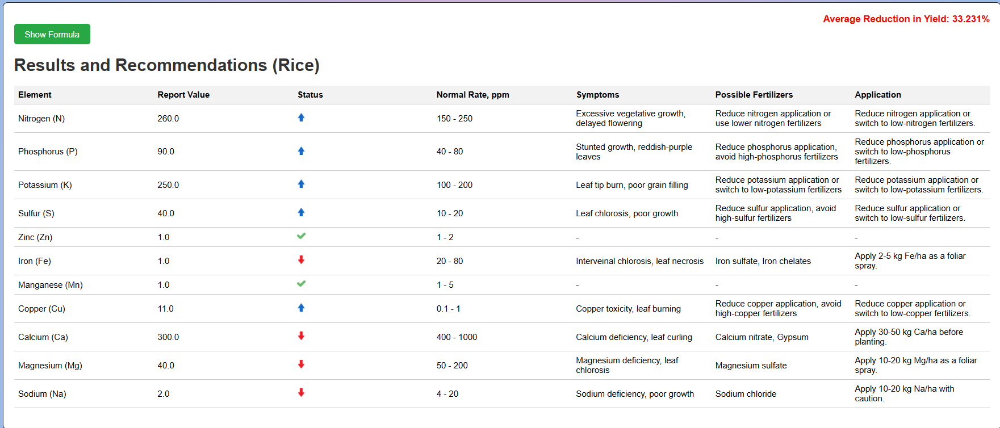 Average Reduction in Yield: 33.231%
Show Formula
Results and Recommendations (Rice)
Element Report Value Status Normal Rate, ppm Symptoms Possible Fertilizers Application
Nitrogen (N) 260.0 150 - 250 Excessive vegetative growth, Reduce nitrogen application or Reduce nitrogen application or
delayed flowering use lower nitrogen fertilizers switch to low-nitrogen fertilizers.
Phosphorus (P) 90.0 40 - 80 Stunted growth, reddish-purple Reduce phosphorus application, Reduce phosphorus application or
leaves avoid high-phosphorus fertilizers switch to low-phosphorus
fertilizers.
Potassium (K) 250.0 100 - 200 Leaf tip burn, poor grain filling Reduce potassium application or Reduce potassium application or
switch to low-potassium fertilizers switch to low-potassium fertilizers.
Sulfur (S) 40.0 10 - 20 Leaf chlorosis, poor growth Reduce sulfur application, avoid Reduce sulfur application or
high-sulfur fertilizers switch to low-sulfur fertilizers.
Zinc (Zn) 1.0 1 - 2 - - -
Iron (Fe) 1.0 20 - 80 Interveinal chlorosis, leaf necrosis Iron sulfate, Iron chelates Apply 2-5 kg Fe/ha as a foliar
spray.
Manganese (Mn) 1.0 1 - 5 - - -
Copper (Cu) 11.0 0.1 - 1 Copper toxicity, leaf burning Reduce copper application, avoid Reduce copper application or
high-copper fertilizers switch to low-copper fertilizers.
Calcium (Ca) 300.0 400 - 1000 Calcium deficiency, leaf curling Calcium nitrate, Gypsum Apply 30-50 kg Ca/ha before
planting.
Magnesium (Mg) 40.0 50 - 200 Magnesium deficiency, leaf Magnesium sulfate Apply 10-20 kg Mg/ha as a foliar
chlorosis spray.
Sodium (Na) 2.0 4 - 20 Sodium deficiency, poor growth Sodium chloride Apply 10-20 kg Na/ha with
caution.